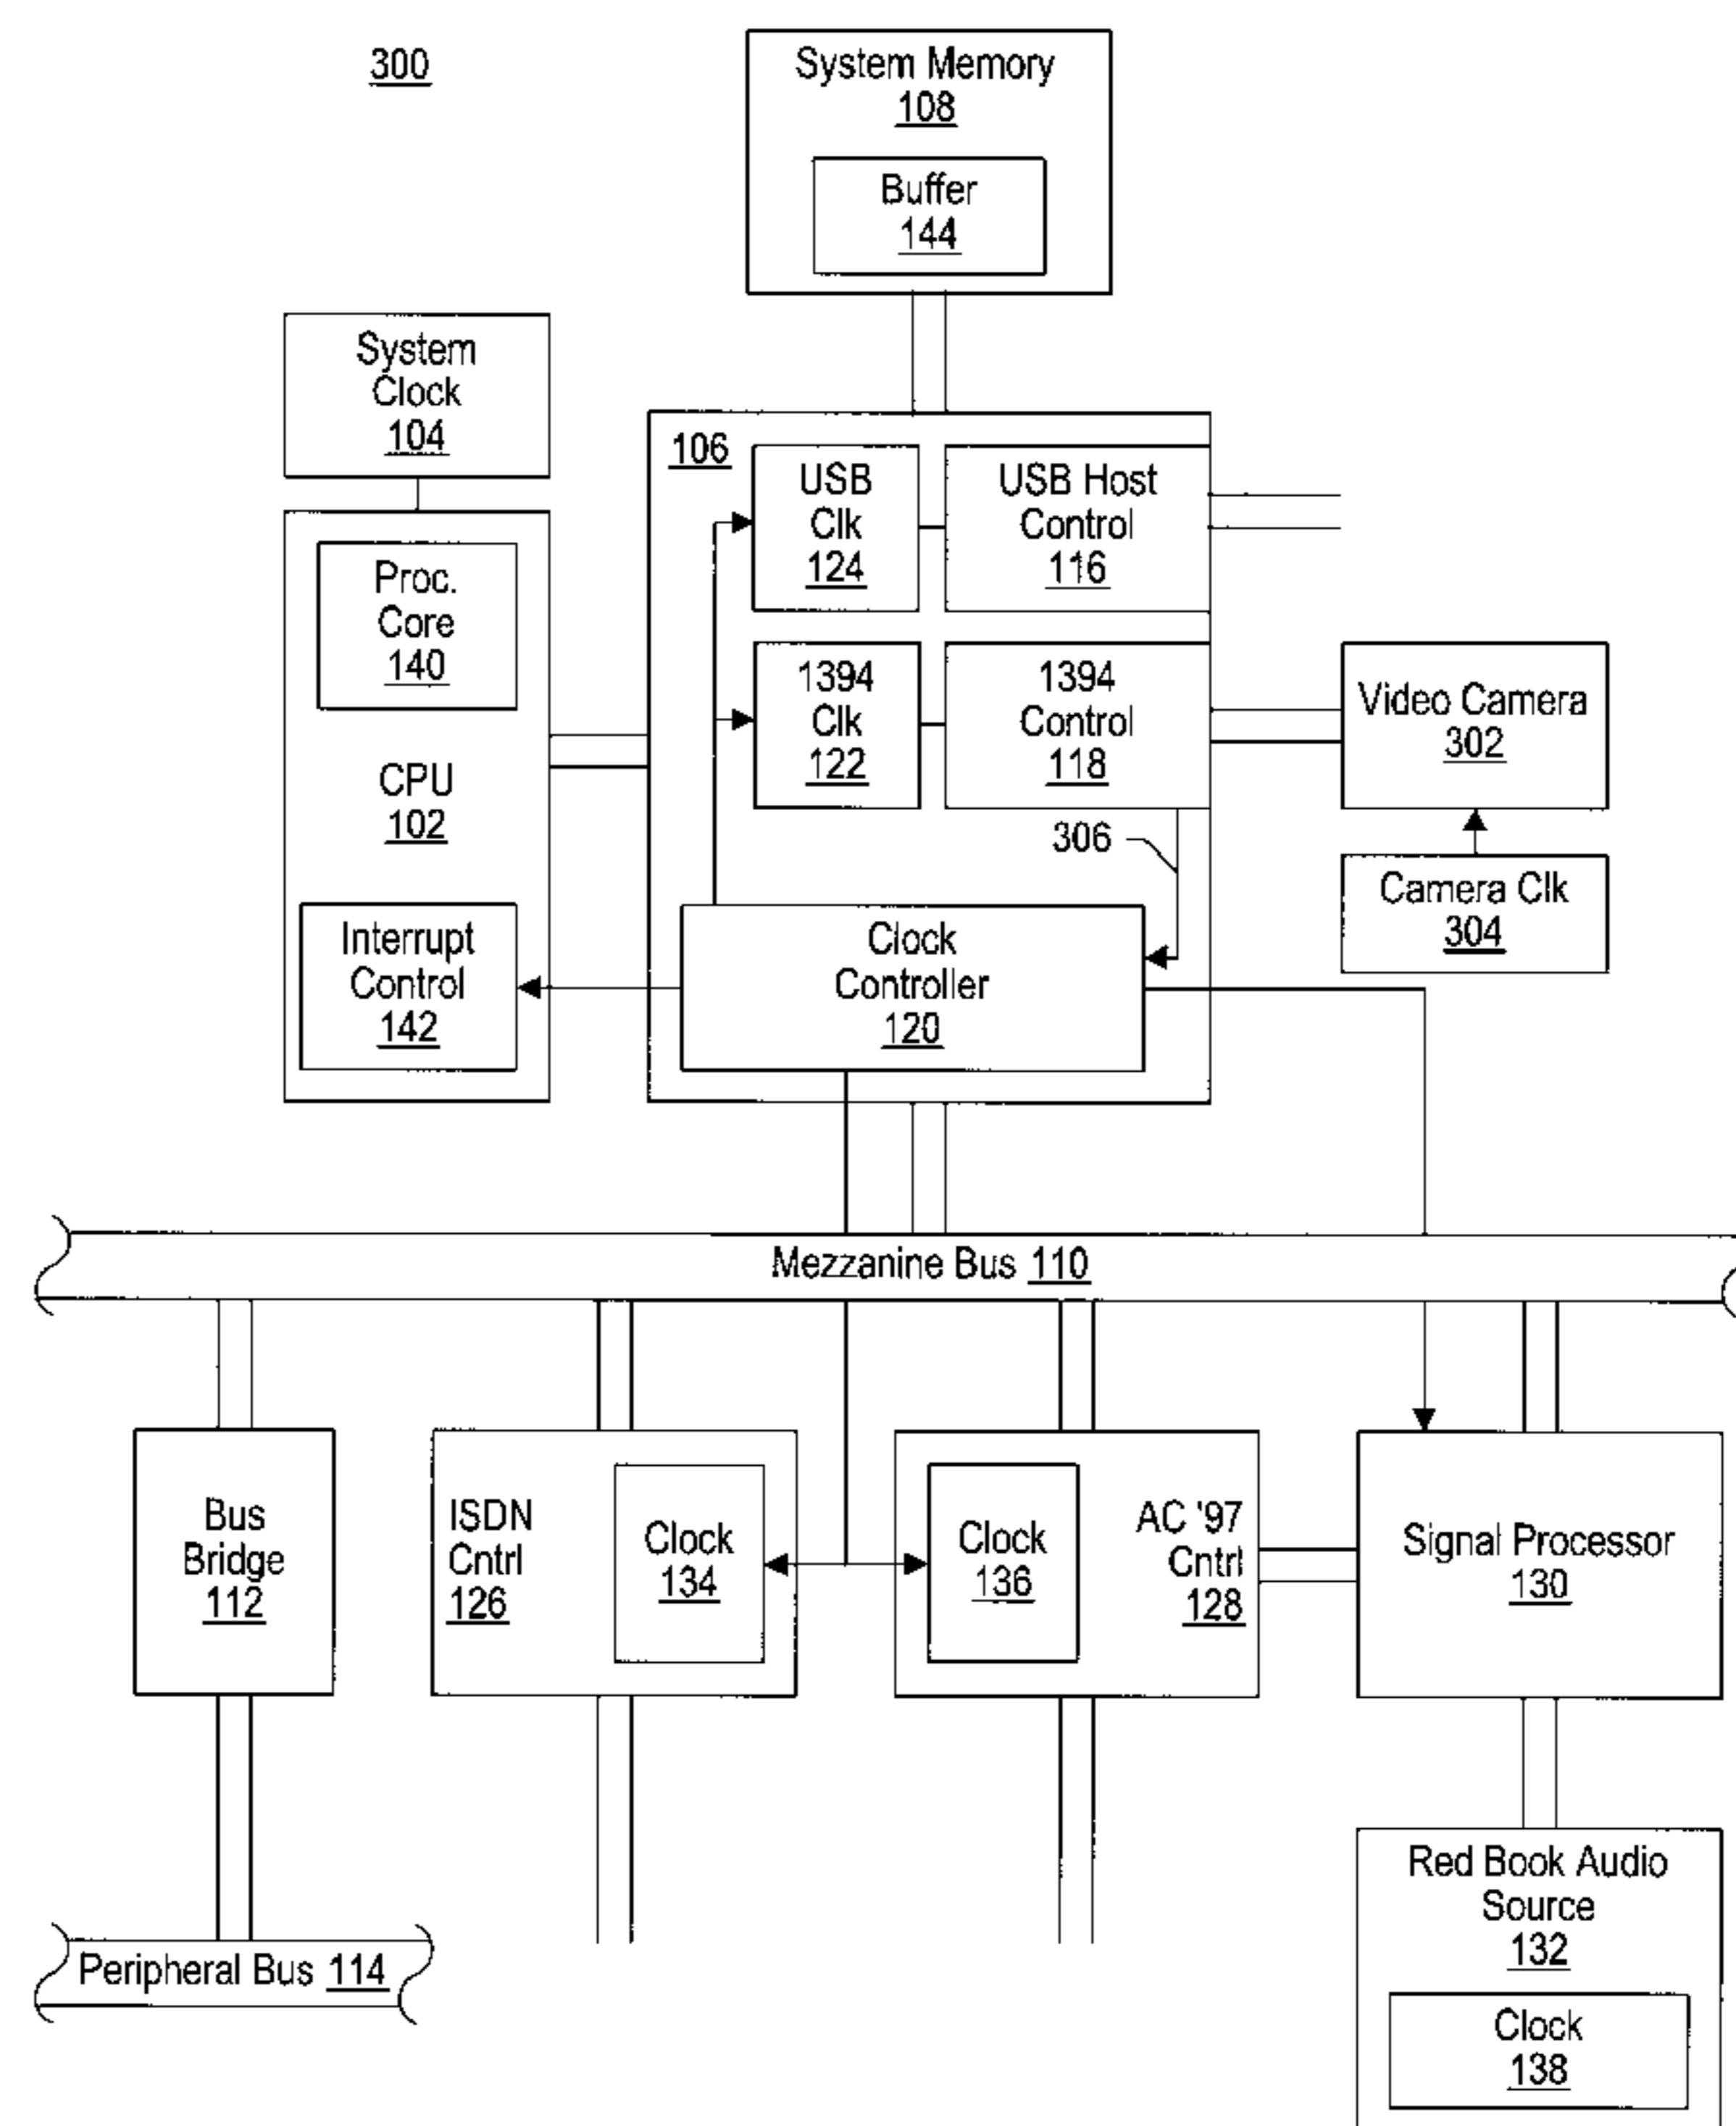 300
System Memory
108
Buffer
144
System
Clock
104
106
USB
Clk
124
USB Host
Control
116
Proc.
Core
140
1394
Clk
122
1394
Control
118
Video Camera
302
CPU
102
306
Camera Clk
304
Interrupt
Control
142
Clock
Controller
120
Mezzanine Bus 110
Bus
Bridge
112
ISDN
Cntrl
126
Clock
134
Clock
136
AC '97
Cntrl
128
Signal Processor
130
Red Book Audio
Source
132
Peripheral Bus 114
Clock
138